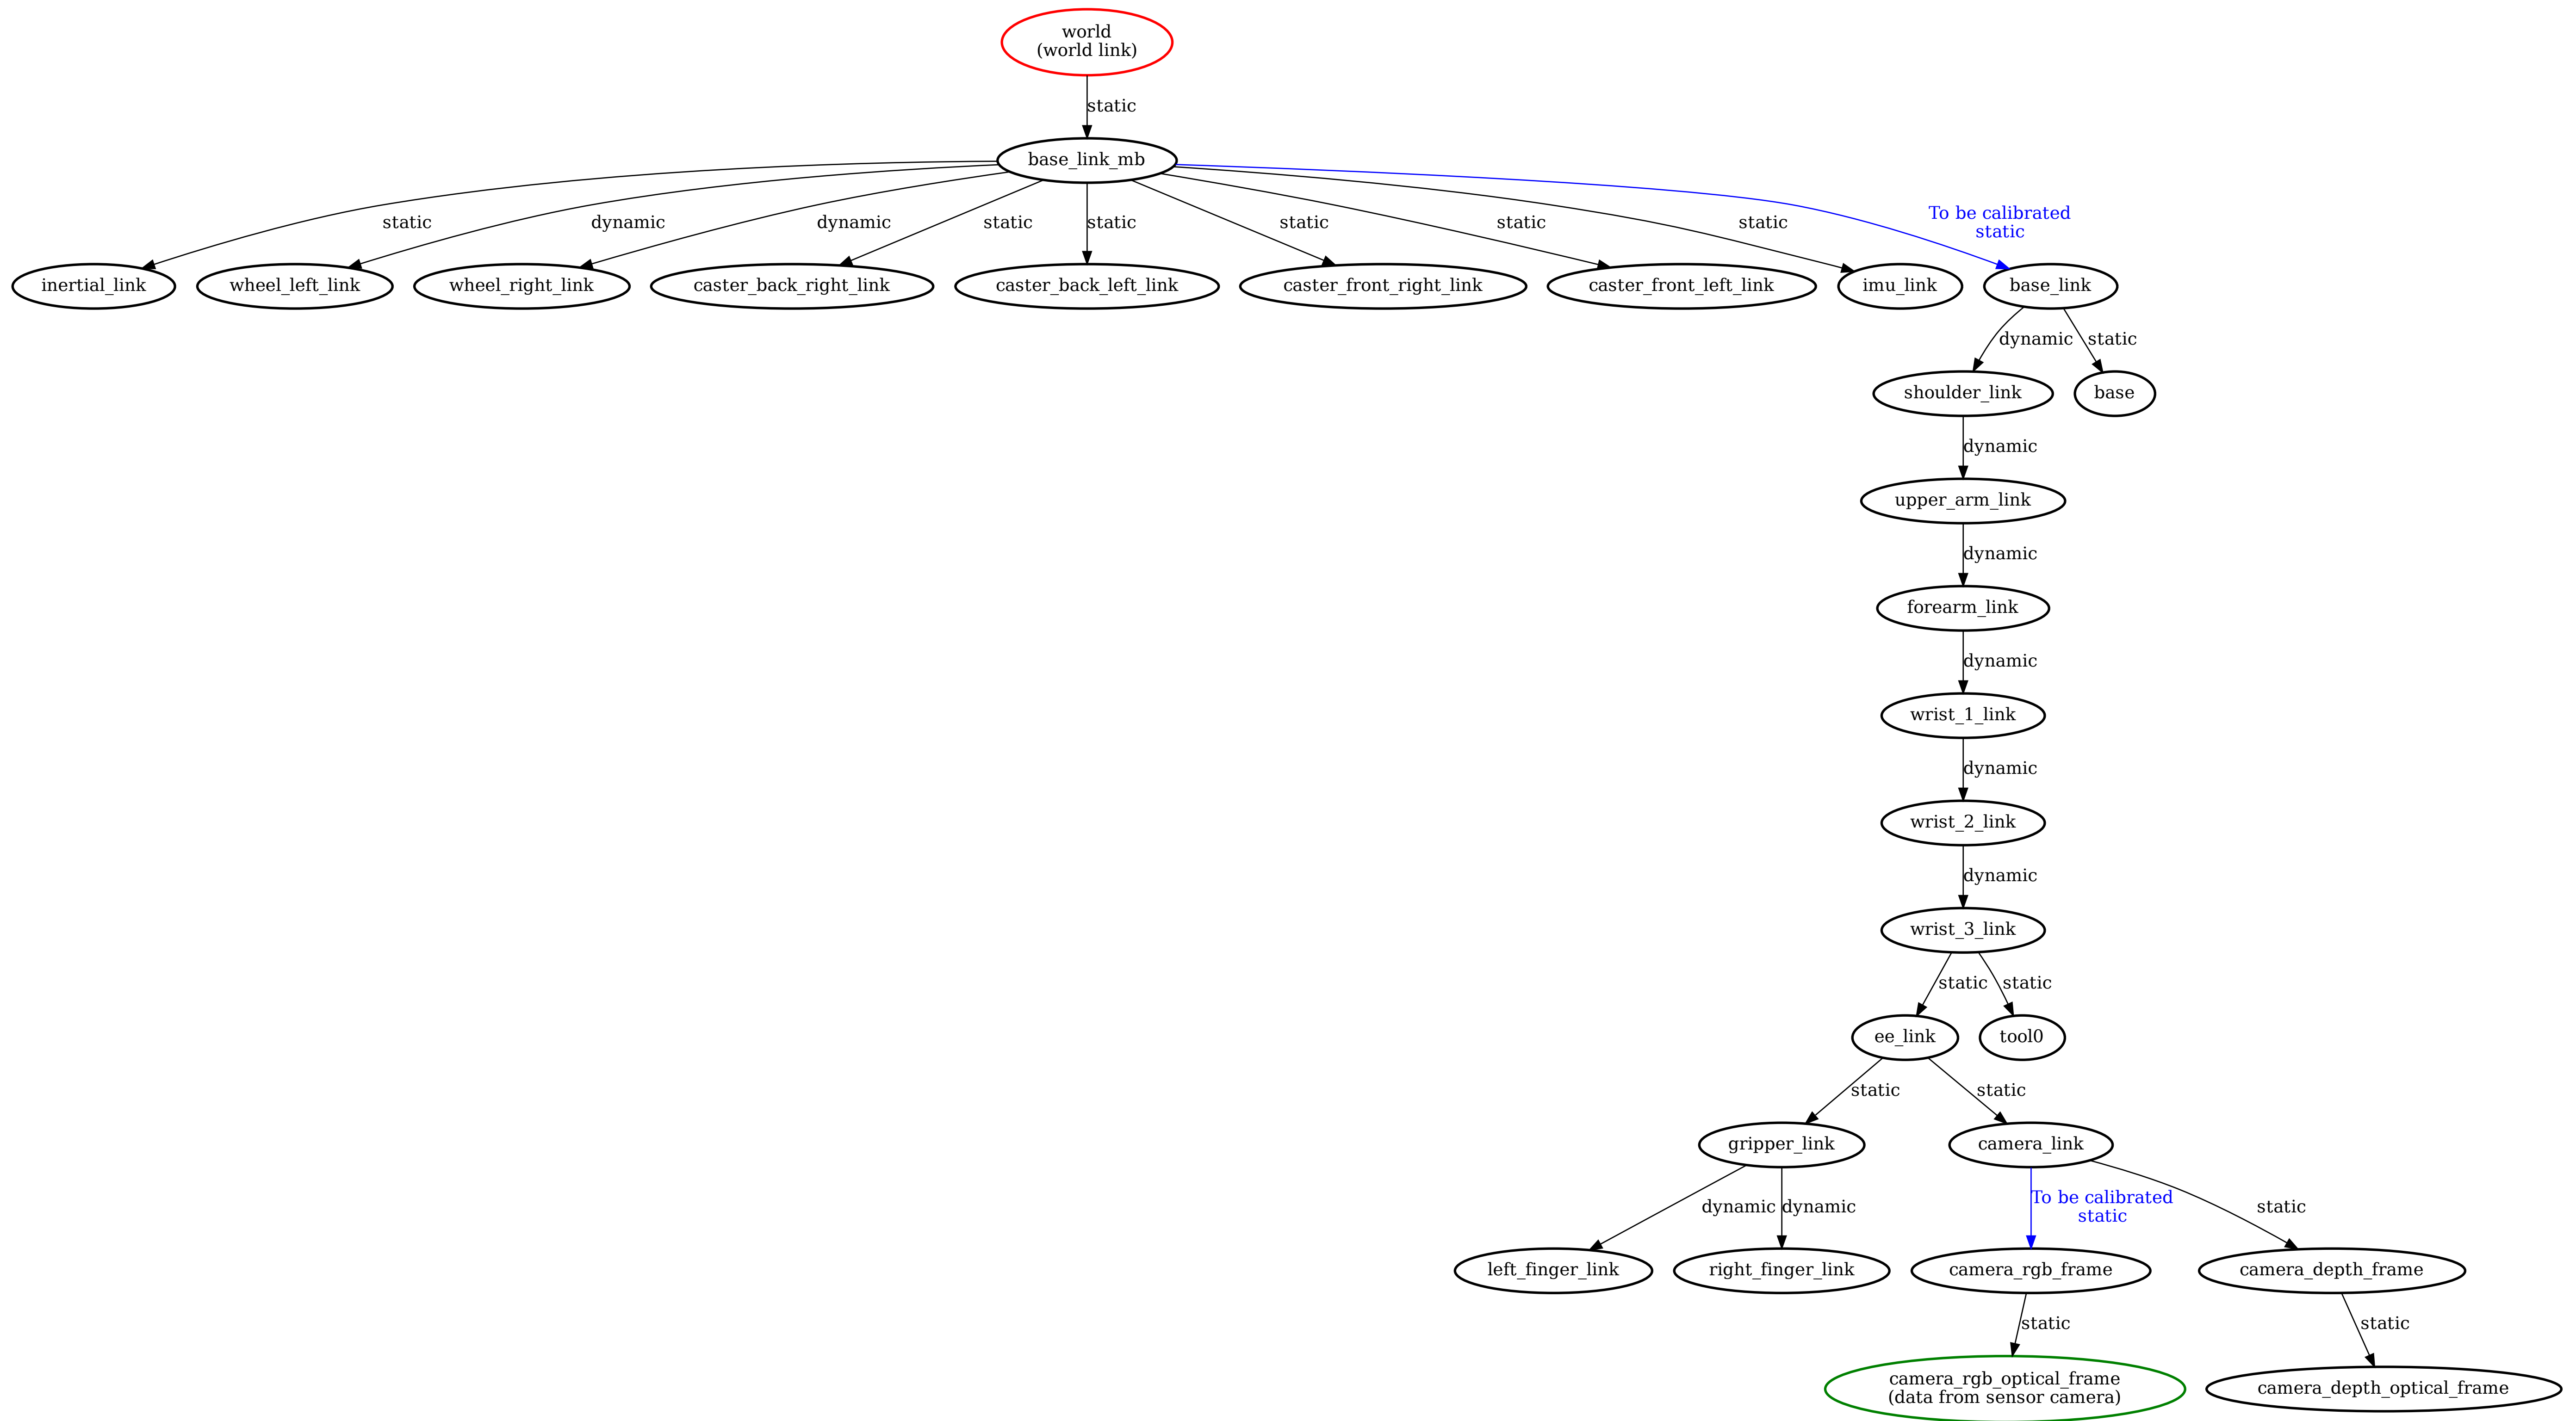 world
(world link)
static
base_link_mb
static
dynamic
dynamic
static
static
static
static
static
To be calibrated
static
inertial_link
wheel_left_link
wheel_right_link
caster_back_right_link
caster_back_left_link
caster_front_right_link
caster_front_left_link
imu_link
base_link
dynamic
static
shoulder_link
base
dynamic
upper_arm_link
dynamic
forearm_link
dynamic
wrist_1_link
dynamic
wrist_2_link
dynamic
wrist_3_link
static
static
ee_link
tool0
static
static
gripper_link
camera_link
dynamic
dynamic
To be calibrated
static
static
left_finger_link
right_finger_link
camera_rgb_frame
camera_depth_frame
static
static
camera_rgb_optical_frame
(data from sensor camera)
camera_depth_optical_frame